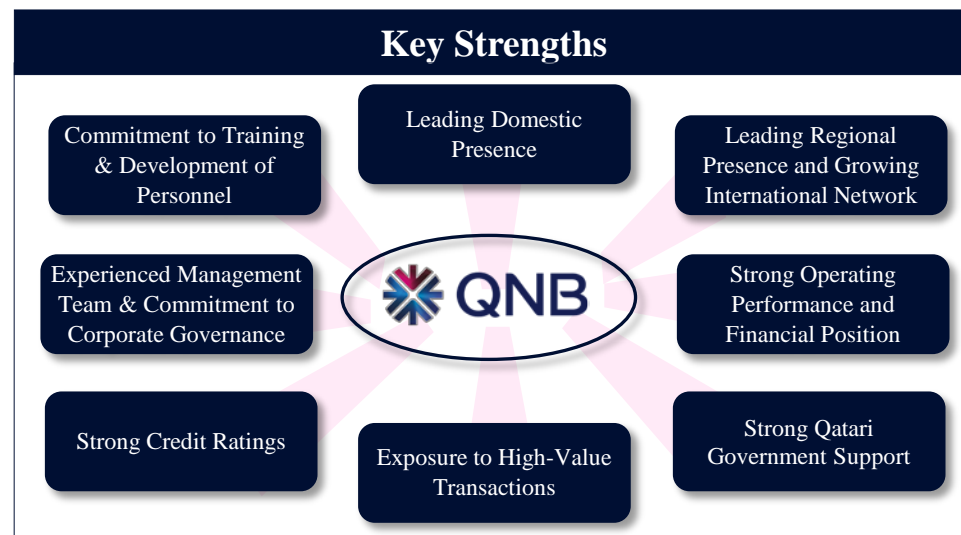 Key Strengths
Leading Domestic
Presence
Commitment to Training
& Development of
Personnel
Leading Regional
Presence and Growing
International Network
Experienced Management
Team & Commitment to
Corporate Governance
QNB
Strong Operating
Performance and
Financial Position
Strong Credit Ratings
Exposure to High-Value
Transactions
Strong Qatari
Government Support